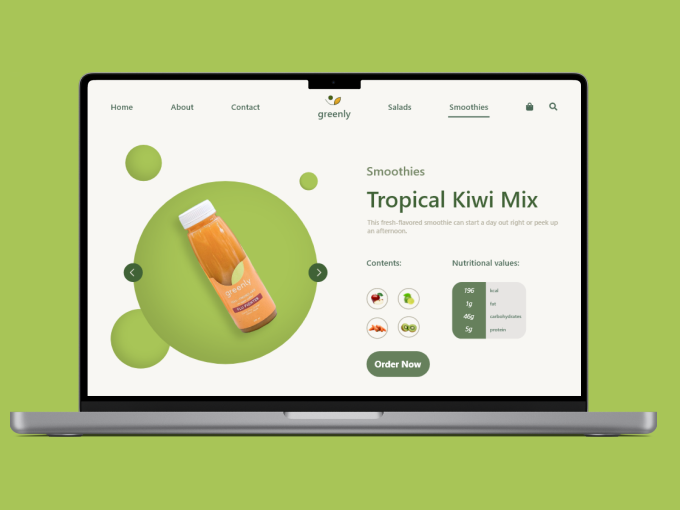 Home
About
Contact
greenly
Salads
Smoothies
Smoothies
Tropical Kiwi Mix
This fresh-flavored smoothie can start a day out right or peek up
an afternoon.
Contents:
Nutritional values:
196 kcal
1g fat
46g carbohydrates
5g protein
Order Now
greenly